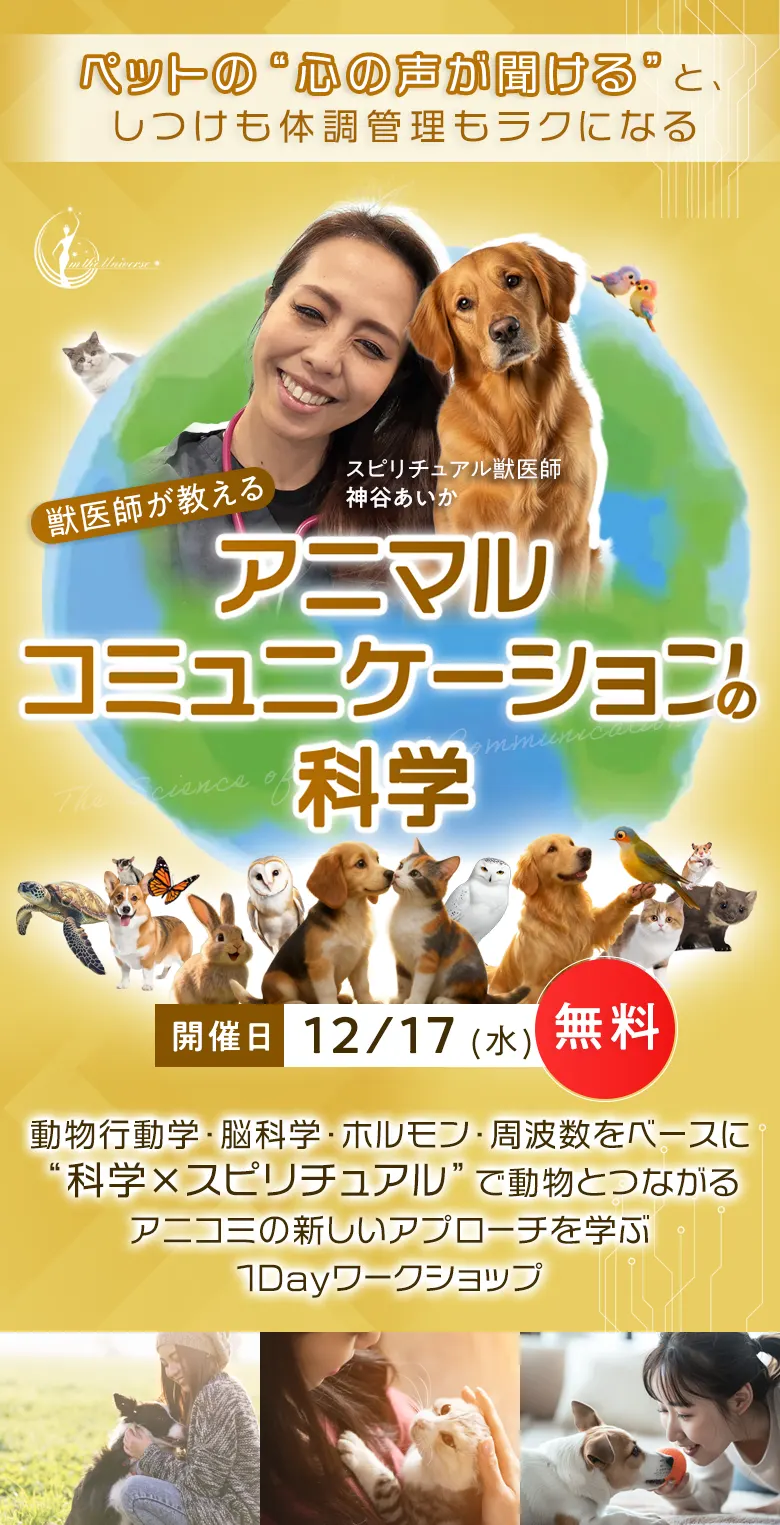 ペットの“心の声が聞ける”と、
しつけも体調管理もラクになる
I'm the Universe
スピリチュアル獣医師
神谷あいか
獣医師が教える
アニマル
コミュニケーションの
The Science of Communication
科学
開催日 12/17 (水) 無料
動物行動学・脳科学・ホルモン・周波数をベースに
“科学×スピリチュアル”で動物とつながる
アニコミの新しいアプローチを学ぶ
1Dayワークショップ